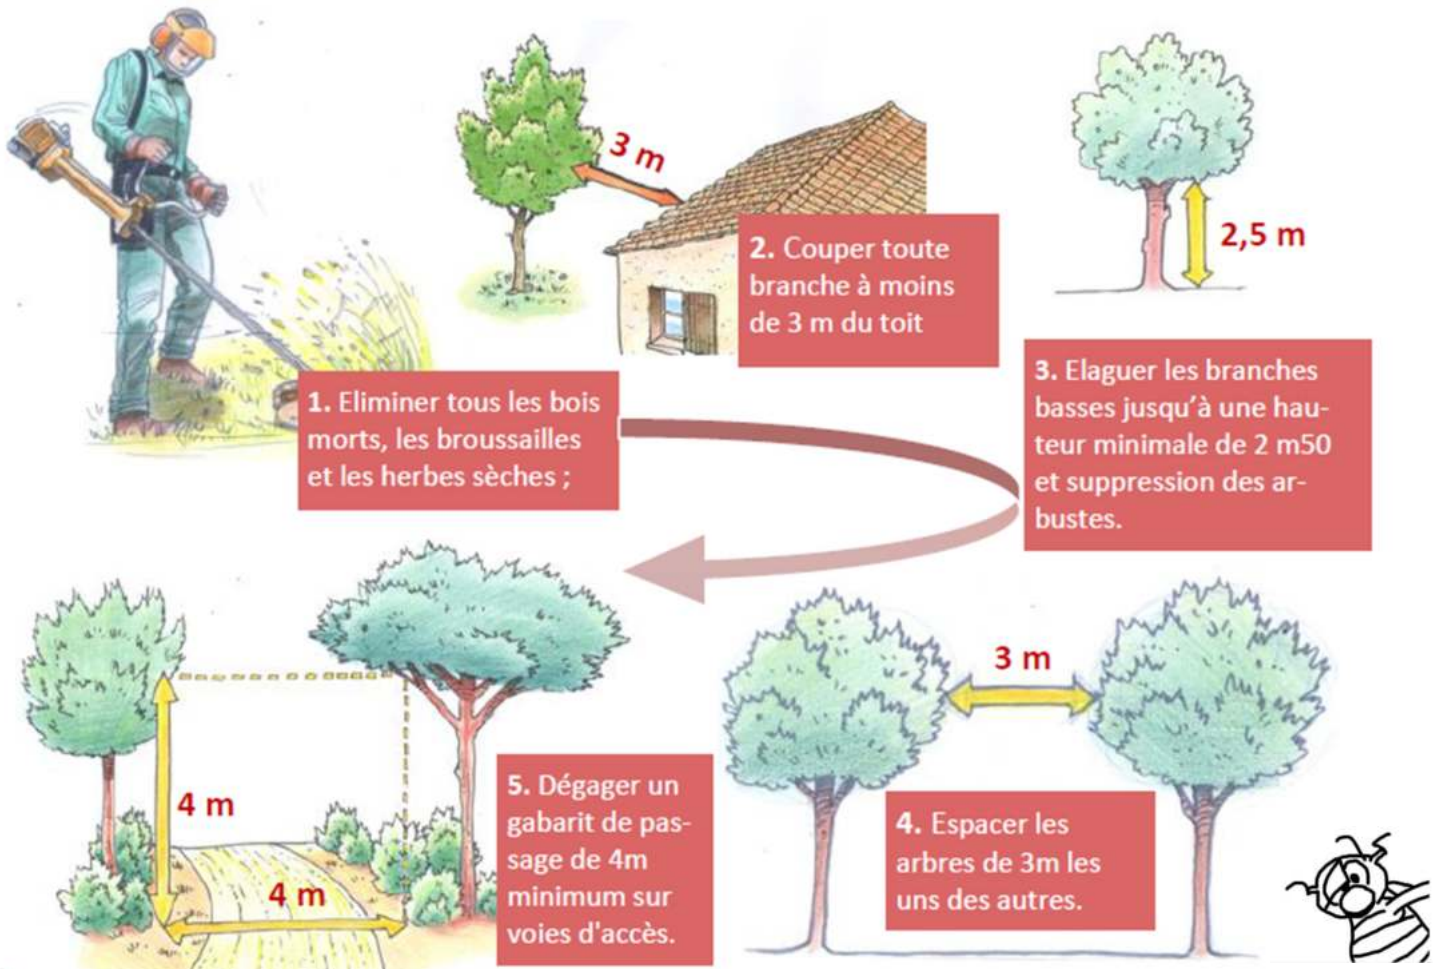 1. Eliminer tous les bois
morts, les broussailles
et les herbes sèches ;
3 m
2. Couper toute
branche à moins
de 3 m du toit
2,5 m
3. Elaguer les branches
basses jusqu'à une hau-
teur minimale de 2 m50
et suppression des ar-
bustes.
3 m
4. Espacer les
arbres de 3m les
uns des autres.
4 m
4 m
5. Dégager un
gabarit de pas-
sage de 4m
minimum sur
voies d'accès.